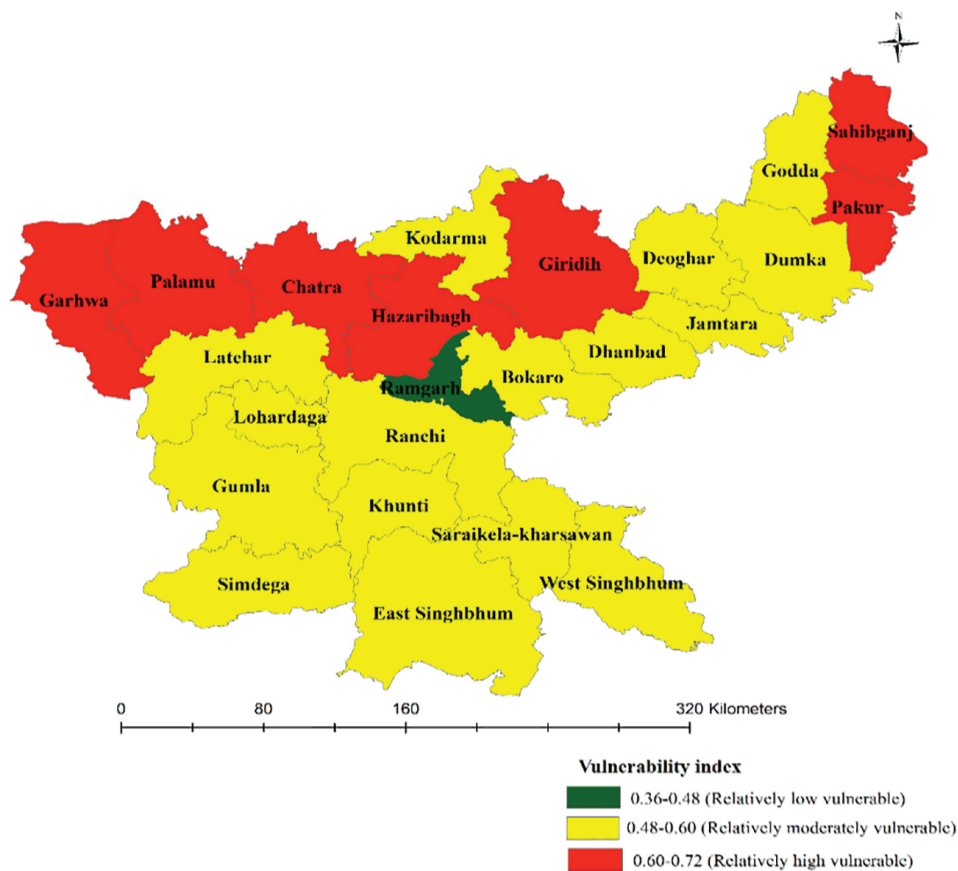 N
Sahibganj
Godda
Pakur
Kodarma
Deoghar
Dumka
Giridih
Palamu
Chatra
Garhwa
Hazaribagh
Jamtara
Latehar
Dhanbad
Bokaro
Ramgarh
Lohardaga
Ranchi
Gumla
Khunti
Saraikela-kharsawan
Simdega
West Singhbhum
East Singhbhum
0 80 160 320 Kilometers
Vulnerability index
0.36-0.48 (Relatively low vulnerable)
0.48-0.60 (Relatively moderately vulnerable)
0.60-0.72 (Relatively high vulnerable)